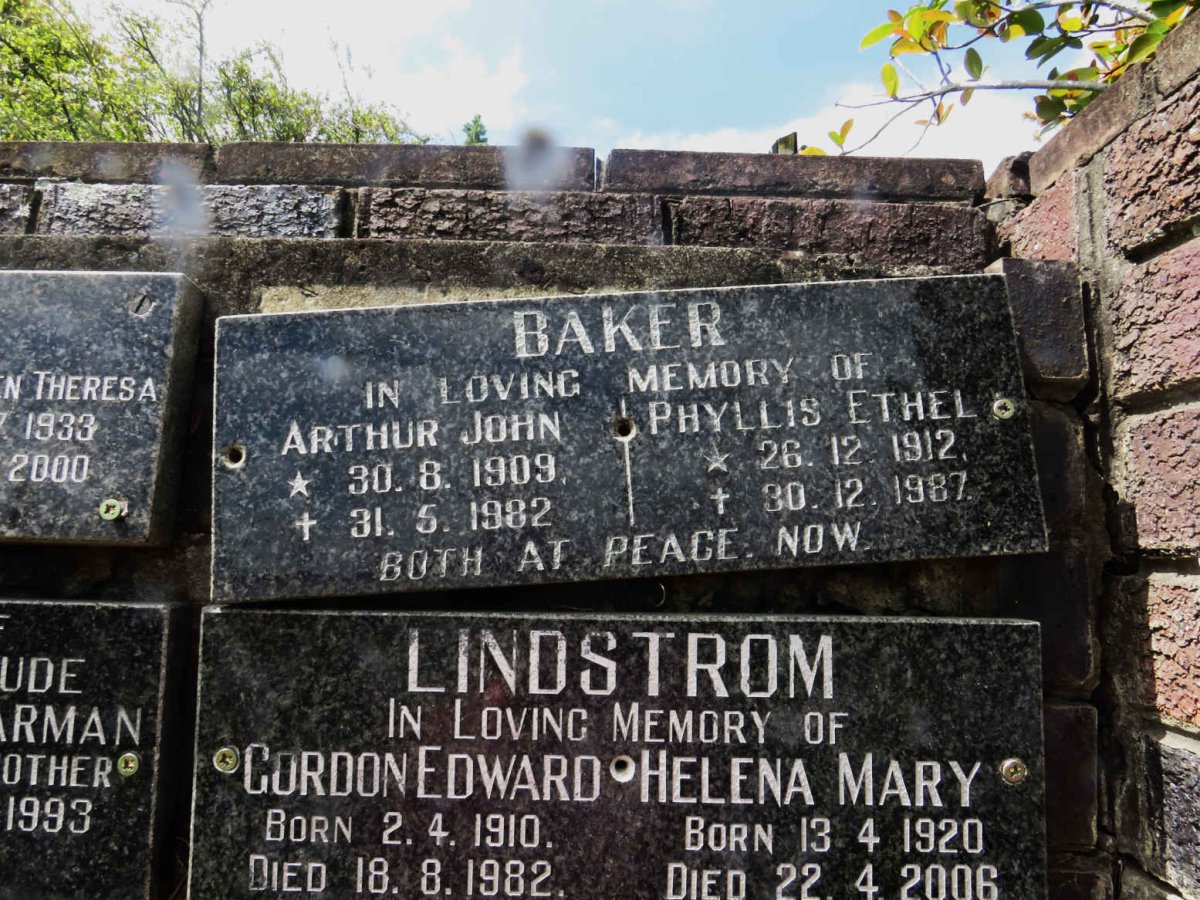 EN THERESA
1933
2000
BAKER
IN LOVING MEMORY OF
ARTHUR JOHN
★ 30. 8. 1909.
✝ 31. 5. 1982
PHYLLIS ETHEL
★ 26. 12. 1912.
✝ 30. 12. 1987.
BOTH AT PEACE. NOW.
UDE
ARMAN
OTHER
1993
LINDSTROM
IN LOVING MEMORY OF
GORDON EDWARD
BORN 2. 4. 1910.
DIED 18. 8. 1982.
HELENA MARY
BORN 13 4 1920
DIED 22. 4. 2006